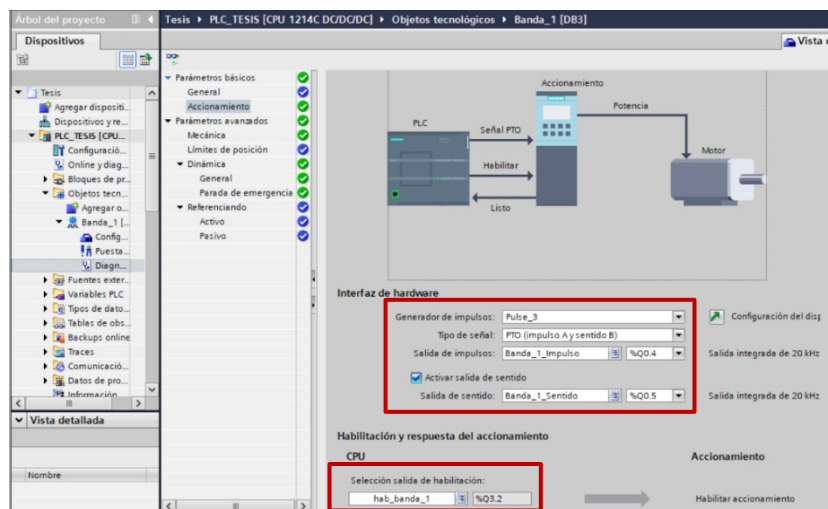 Árbol del proyecto
Tesis ▸ PLC_TESIS [CPU 1214C DC/DC/DC] ▸ Objetos tecnológicos ▸ Banda_1 [DB3]
Dispositivos
Vista
Tesis
Agregar dispositi...
Dispositivos y re...
PLC_TESIS [CPU...
Configuració...
Online y diag...
Bloques de pr...
Objetos tecn...
Agregar o...
Banda_1 [...
Config...
Puesta...
Diagn...
Fuentes exter...
Variables PLC
Tipos de dato...
Tablas de obs...
Backups online
Traces
Comunicació...
Datos de pro...
Información
Vista detallada
Nombre
Parámetros básicos
General
Accionamiento
Parámetros avanzados
Mecánica
Límites de posición
Dinámica
General
Parada de emergencia
Referenciando
Activo
Pasivo
Accionamiento
Potencia
PLC
Señal PTO
Motor
Habilitar
Listo
Interfaz de hardware
Generador de impulsos: Pulse_3 Configuración del disp
Tipo de señal: PTO (impulso A y sentido B)
Salida de impulsos: Banda_1_Impulso %Q0.4 Salida integrada de 20 kHz
Activar salida de sentido
Salida de sentido: Banda_1_Sentido %Q0.5 Salida integrada de 20 kHz
Habilitación y respuesta del accionamiento
CPU Accionamiento
Selección salida de habilitación:
hab_banda_1 %Q3.2 Habilitar accionamiento